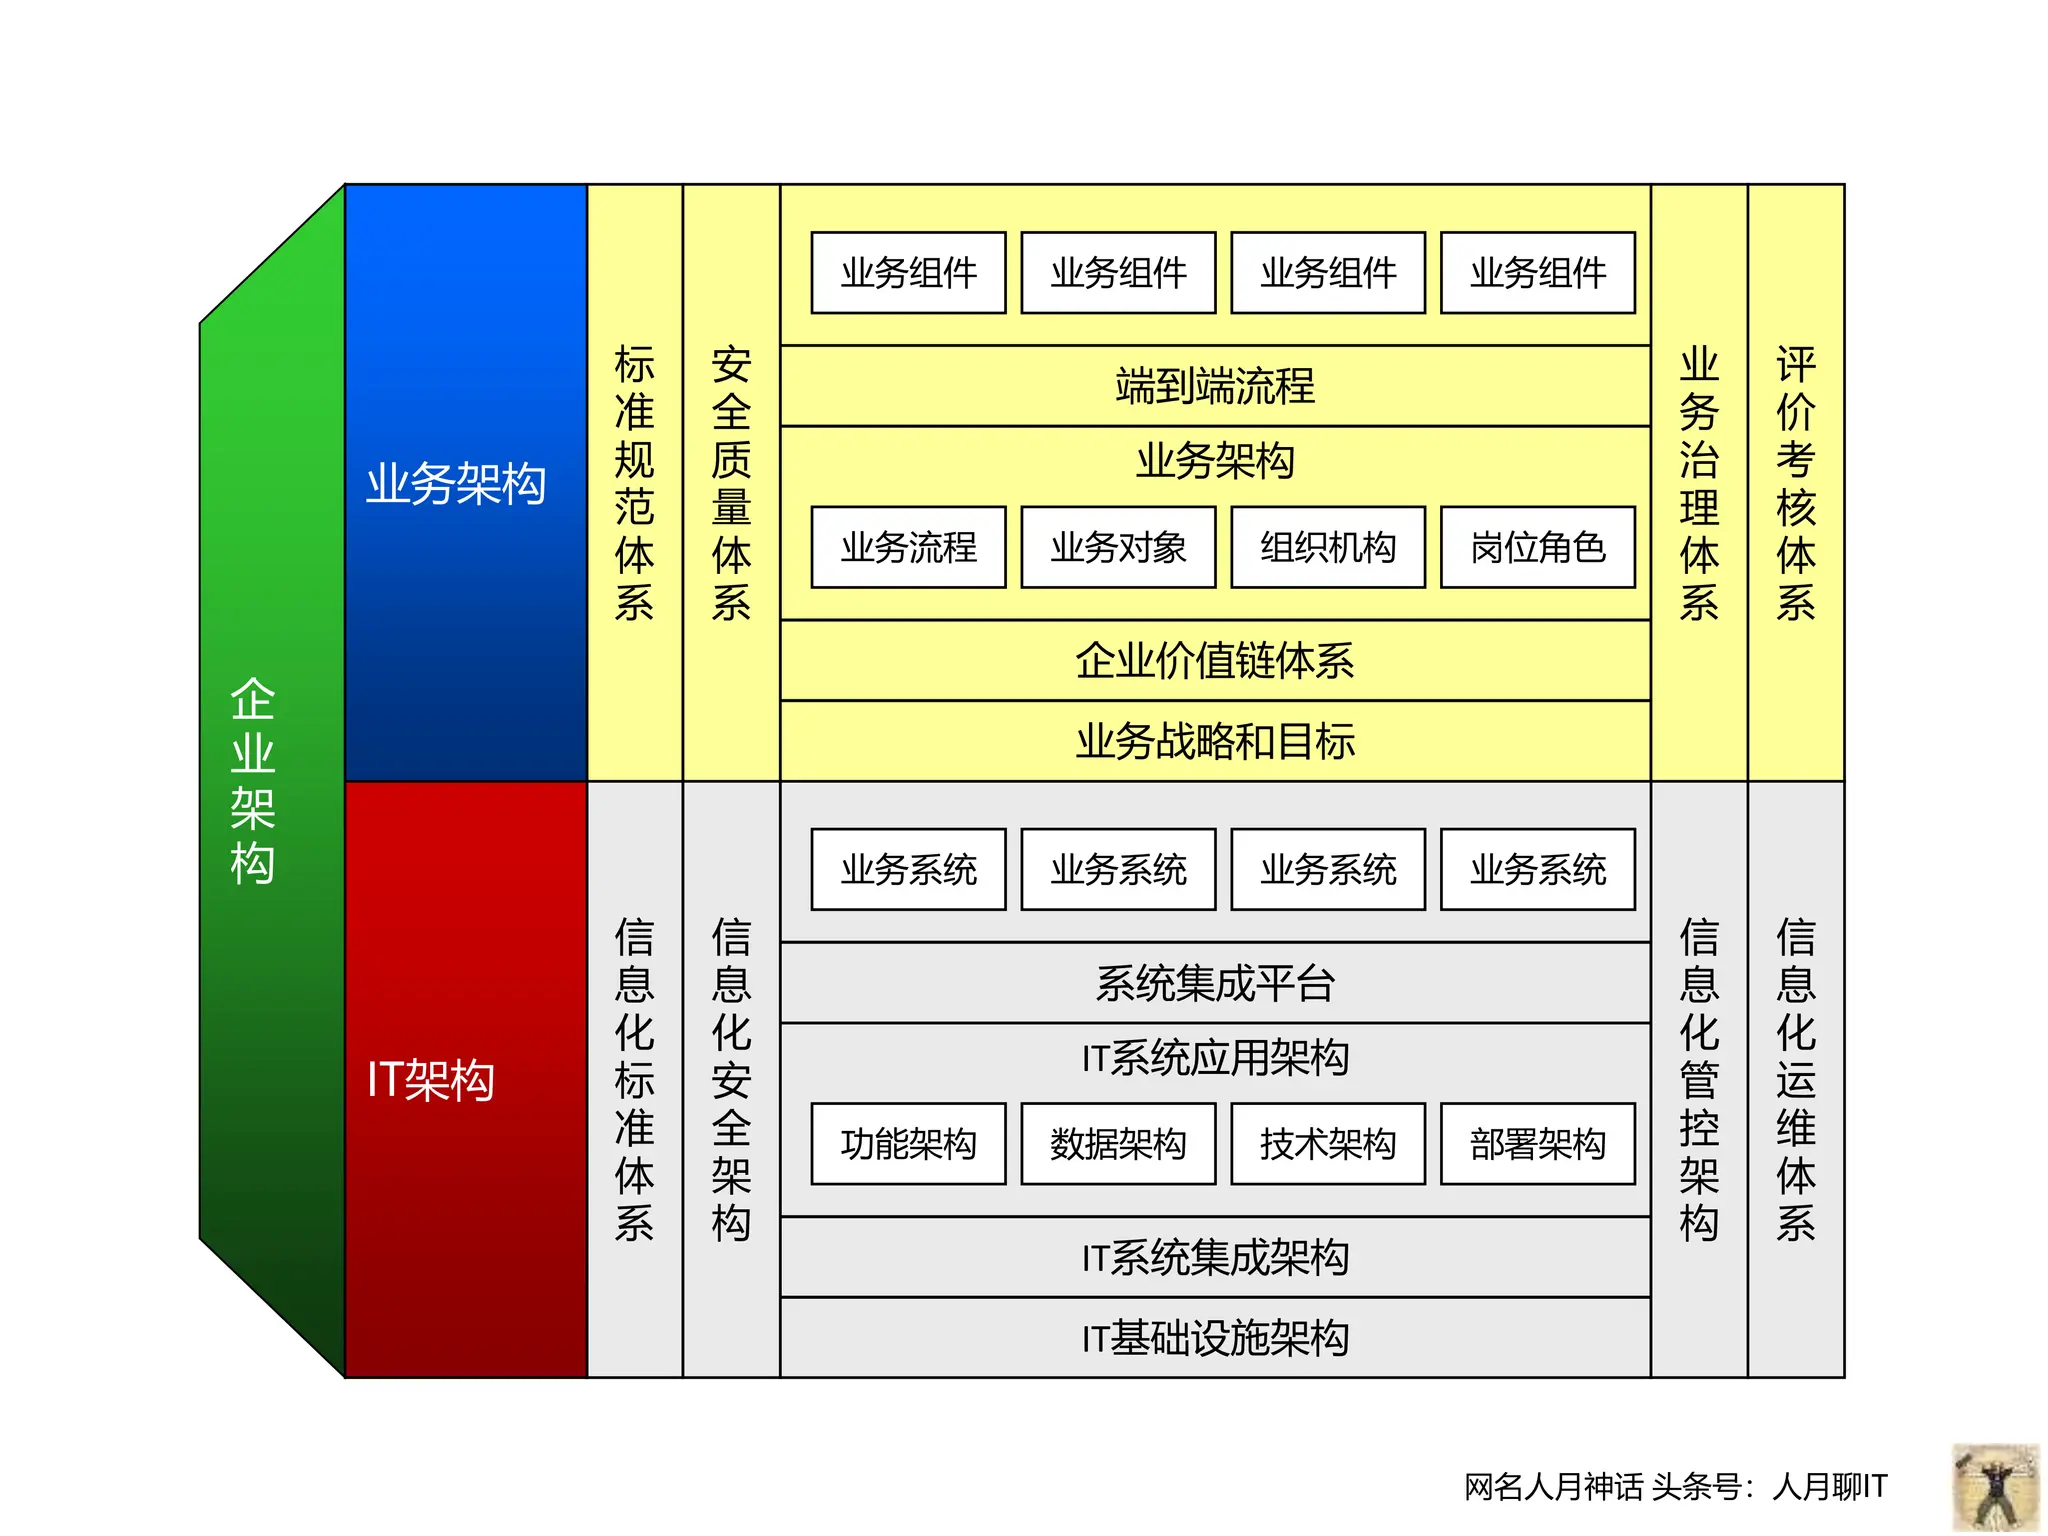 企业架构
业务架构
标准规范体系
安全质量体系
业务组件 业务组件 业务组件 业务组件
端到端流程
业务架构
业务流程 业务对象 组织机构 岗位角色
企业价值链体系
业务战略和目标
业务治理体系
评价考核体系
IT架构
信息化标准体系
信息化安全架构
业务系统 业务系统 业务系统 业务系统
系统集成平台
IT系统应用架构
功能架构 数据架构 技术架构 部署架构
IT系统集成架构
IT基础设施架构
信息化管控架构
信息化运维体系
网名人月神话 头条号：人月聊IT